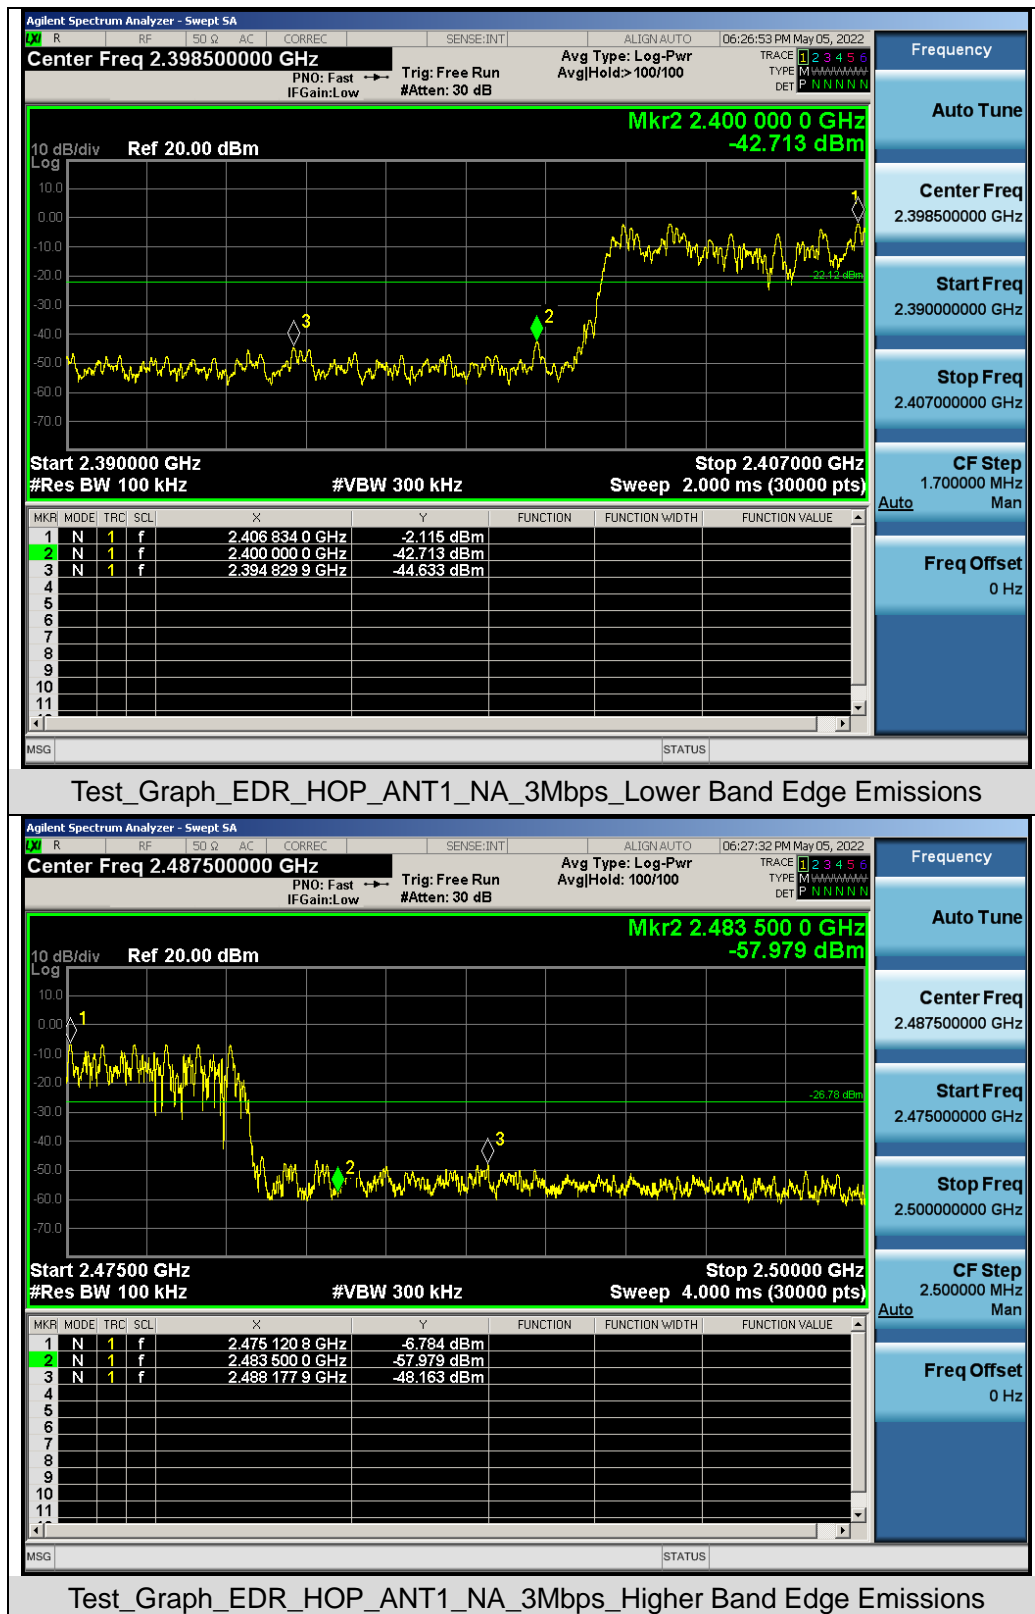 Agilent Spectrum Analyzer - Swept SA
LXI R RF 50 Ω AC CORREC SENSE:INT ALIGN AUTO 06:26:53 PM May 05, 2022
Center Freq 2.398500000 GHz
PNO: Fast
IFGain:Low
Trig: Free Run
#Atten: 30 dB
Avg Type: Log-Pwr
Avg|Hold:>100/100
TRACE 1 2 3 4 5 6
TYPE M
DET P N N N N N
Frequency
Mkr2 2.400 000 0 GHz
-42.713 dBm
10 dB/div Ref 20.00 dBm
Log
10.0
0.00
-10.0
-20.0
-30.0
-40.0
-50.0
-60.0
-70.0
1
2
3
-22.12 dBm
Start 2.390000 GHz Stop 2.407000 GHz
#Res BW 100 kHz #VBW 300 kHz Sweep 2.000 ms (30000 pts)
MKR MODE TRC SCL X Y FUNCTION FUNCTION WIDTH FUNCTION VALUE
1 N 1 f 2.406 834 0 GHz -2.115 dBm
2 N 1 f 2.400 000 0 GHz -42.713 dBm
3 N 1 f 2.394 829 9 GHz -44.633 dBm
4
5
6
7
8
9
10
11
MSG STATUS
Auto Tune
Center Freq
2.398500000 GHz
Start Freq
2.390000000 GHz
Stop Freq
2.407000000 GHz
CF Step
1.700000 MHz
Auto Man
Freq Offset
0 Hz
Test_Graph_EDR_HOP_ANT1_NA_3Mbps_Lower Band Edge Emissions
Agilent Spectrum Analyzer - Swept SA
LXI R RF 50 Ω AC CORREC SENSE:INT ALIGN AUTO 06:27:32 PM May 05, 2022
Center Freq 2.487500000 GHz
PNO: Fast
IFGain:Low
Trig: Free Run
#Atten: 30 dB
Avg Type: Log-Pwr
Avg|Hold: 100/100
TRACE 1 2 3 4 5 6
TYPE M
DET P N N N N N
Frequency
Mkr2 2.483 500 0 GHz
-57.979 dBm
10 dB/div Ref 20.00 dBm
Log
10.0
0.00
-10.0
-20.0
-30.0
-40.0
-50.0
-60.0
-70.0
1
2
3
-26.78 dBm
Start 2.47500 GHz Stop 2.50000 GHz
#Res BW 100 kHz #VBW 300 kHz Sweep 4.000 ms (30000 pts)
MKR MODE TRC SCL X Y FUNCTION FUNCTION WIDTH FUNCTION VALUE
1 N 1 f 2.475 120 8 GHz -6.784 dBm
2 N 1 f 2.483 500 0 GHz -57.979 dBm
3 N 1 f 2.488 177 9 GHz -48.163 dBm
4
5
6
7
8
9
10
11
MSG STATUS
Auto Tune
Center Freq
2.487500000 GHz
Start Freq
2.475000000 GHz
Stop Freq
2.500000000 GHz
CF Step
2.500000 MHz
Auto Man
Freq Offset
0 Hz
Test_Graph_EDR_HOP_ANT1_NA_3Mbps_Higher Band Edge Emissions